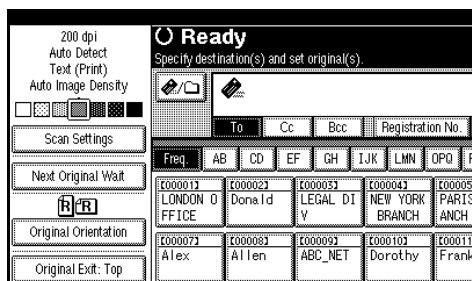 200 dpi
Auto Detect
Text (Print)
Auto Image Density
Scan Settings
Next Original Wait
R R
Original Orientation
Original Exit: Top
Ready
Specify destination(s) and set original(s).
To Cc Bcc Registration No.
Freq. AB CD EF GH IJK LMN OPQ
[00001] [00002] [00003] [00004] [00005
LONDON O Donald LEGAL DI NEW YORK PARIS
FFICE V BRANCH ANCH
[00007] [00008] [00009] [00010] [00011
Alex Allen ABC_NET Dorothy Frank